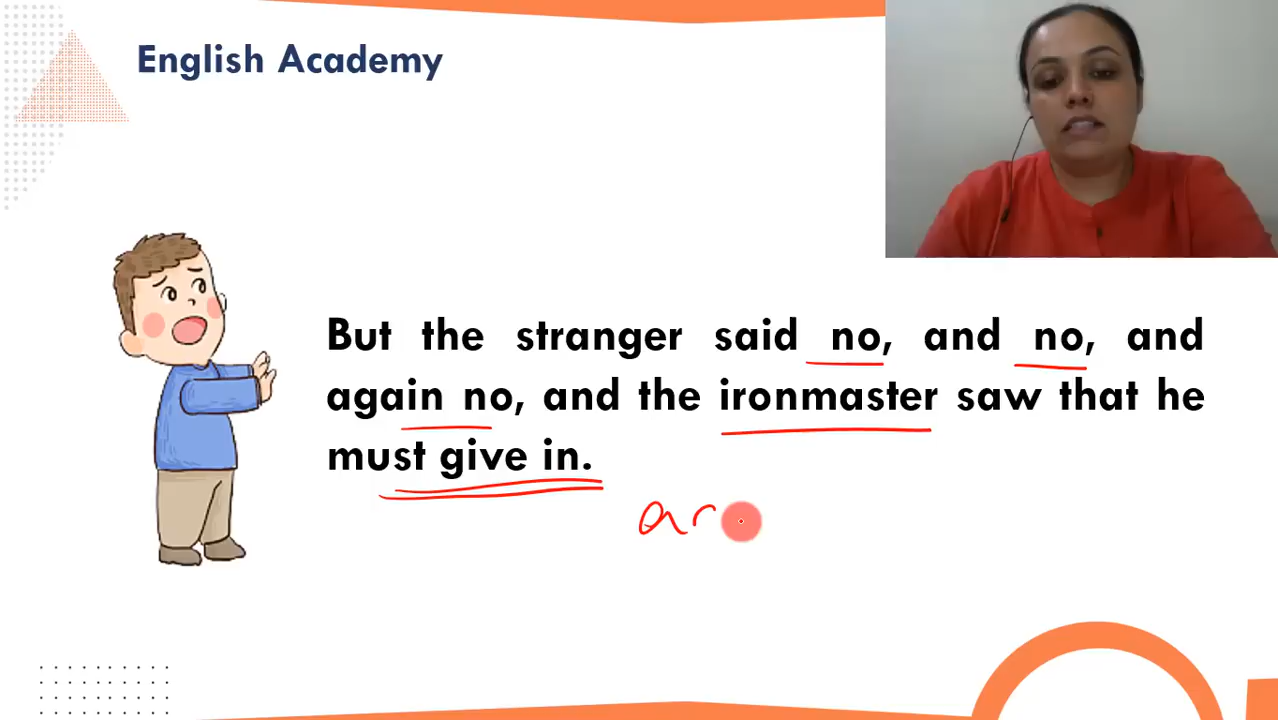 English Academy
But the stranger said no, and no, and
again no, and the ironmaster saw that he
must give in.
ar